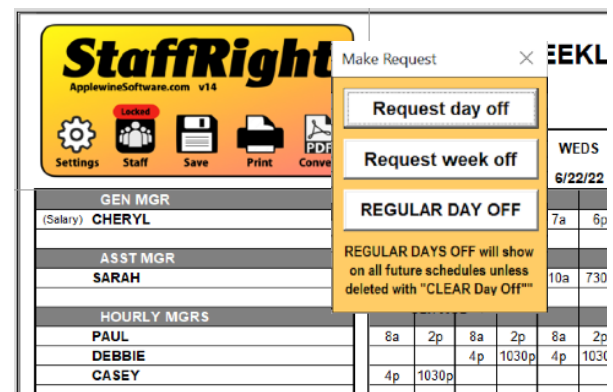 StaffRight
ApplewineSoftware.com v14
Locked
Settings Staff Save Print Conve
Make Request
Request day off
Request week off
REGULAR DAY OFF
REGULAR DAYS OFF will show
on all future schedules unless
deleted with "CLEAR Day Off""
EEKL
WEDS
6/22/22
GEN MGR
(Salary) CHERYL 7a 6p
ASST MGR
SARAH 10a 730
HOURLY MGRS
PAUL 8a 2p 8a 2p 8a 2p
DEBBIE 4p 1030p 4p 1030
CASEY 4p 1030p
PDF